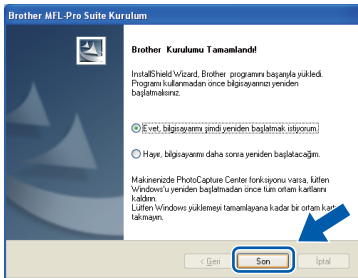 Brother MFL-Pro Suite Kurulum
Brother Kurulumu Tamamlandı!
InstallShield Wizard, Brother programını başarıyla yükledi.
Programı kullanmadan önce bilgisayarınızı yeniden
başlatmalısınız.
Evet, bilgisayarımı şimdi yeniden başlatmak istiyorum.
Hayır, bilgisayarımı daha sonra yeniden başlatacağım.
Makinenizde PhotoCapture Center fonksiyonu varsa, lütfen
Windows'u yeniden başlatmadan önce tüm ortam kartlarını
kaldırın.
Lütfen Windows yüklemeyi tamamlayana kadar bir ortam
takmayın.
< Geri
Son
İptal